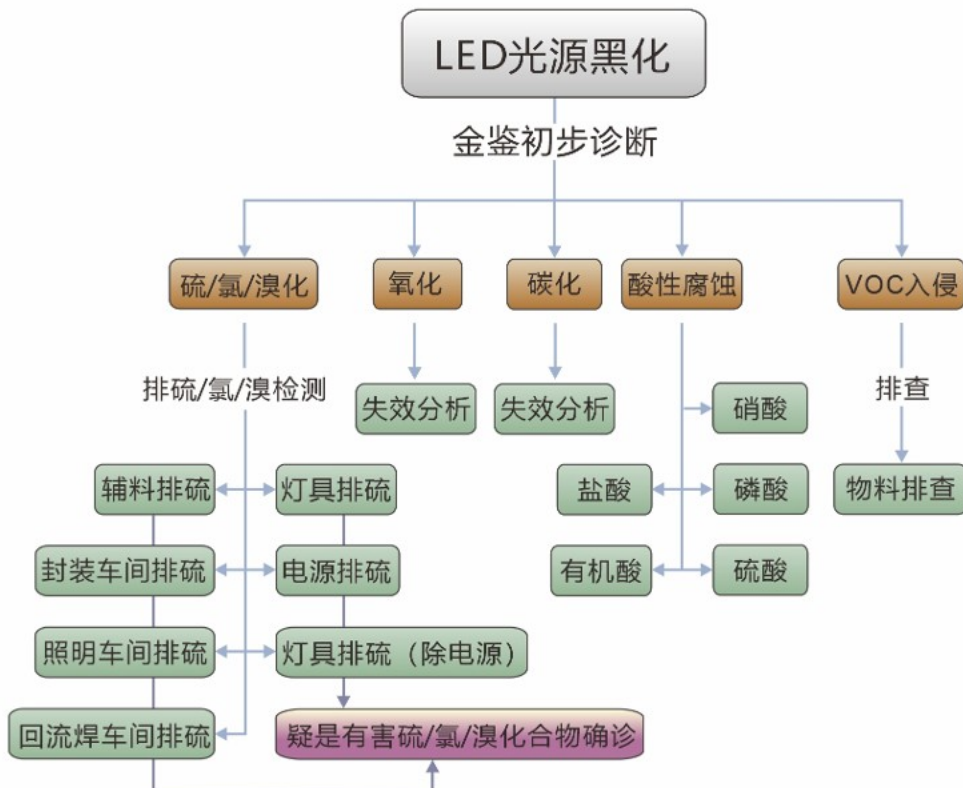 LED光源黑化
金鉴初步诊断
硫/氯/溴化
氧化
碳化
酸性腐蚀
VOC入侵
排硫/氯/溴检测
失效分析
失效分析
硝酸
排查
辅料排硫
灯具排硫
盐酸
磷酸
物料排查
封装车间排硫
电源排硫
有机酸
硫酸
照明车间排硫
灯具排硫（除电源）
回流焊车间排硫
疑是有害硫/氯/溴化合物确诊